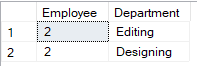 Employee Department
1 2 Editing
2 2 Designing